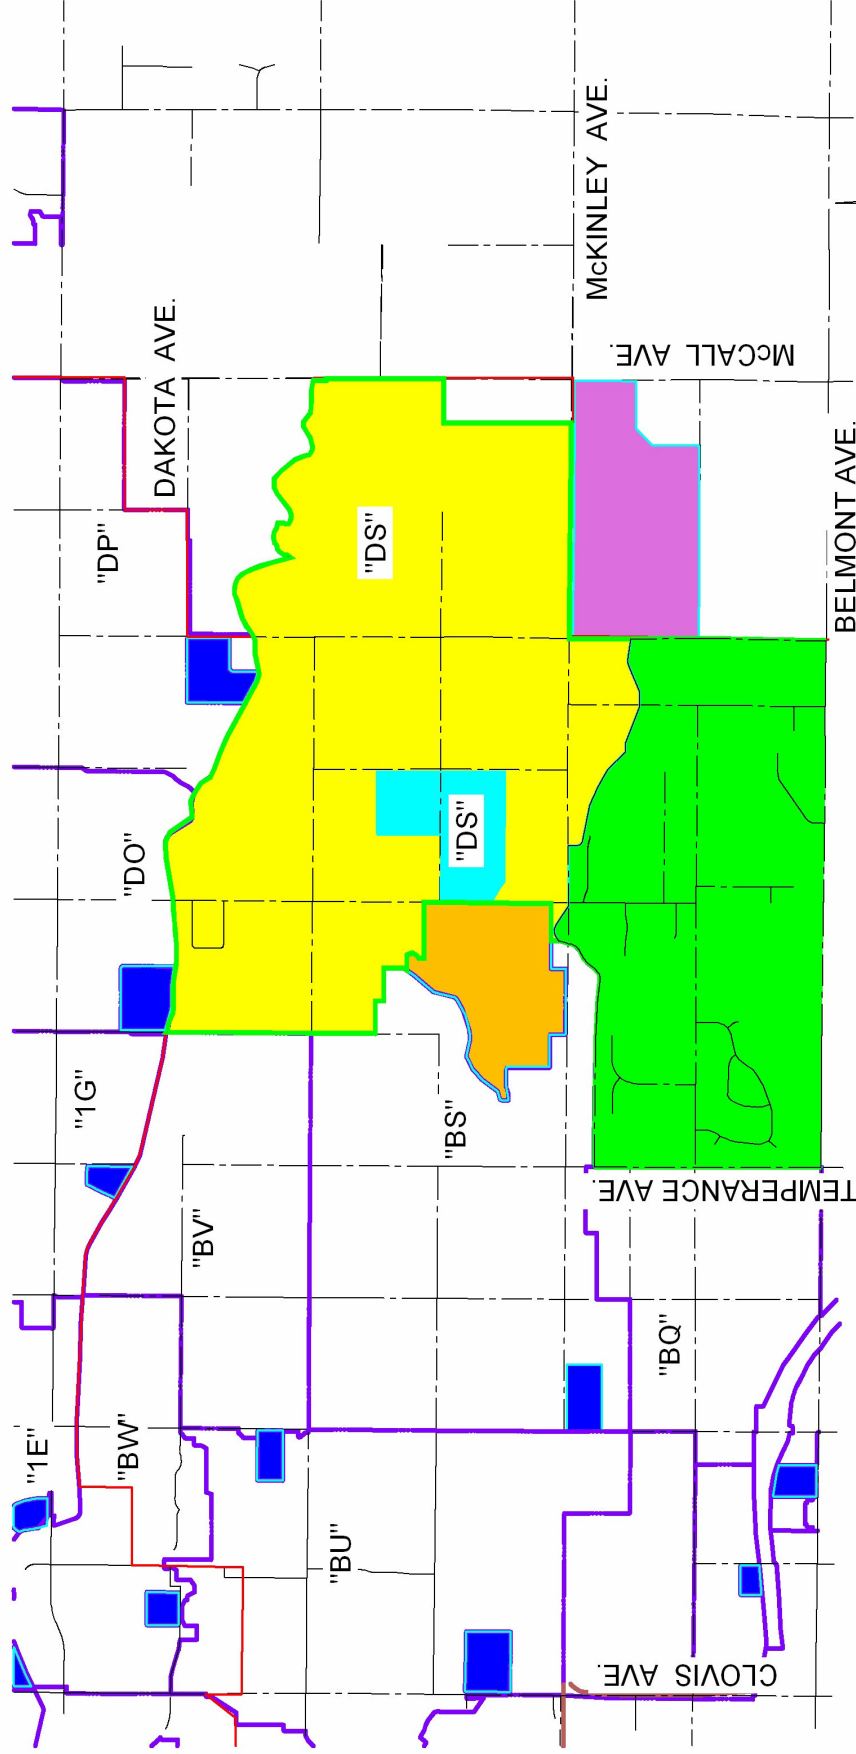 McKINLEY AVE.
DAKOTA AVE.
McCALL AVE.
BELMONT AVE.
"DP"
"DS"
"DO"
"DS"
"1G"
"BS"
TEMPERANCE AVE.
"BV"
"BQ"
"1E"
"BW"
"BU"
CLOVIS AVE.